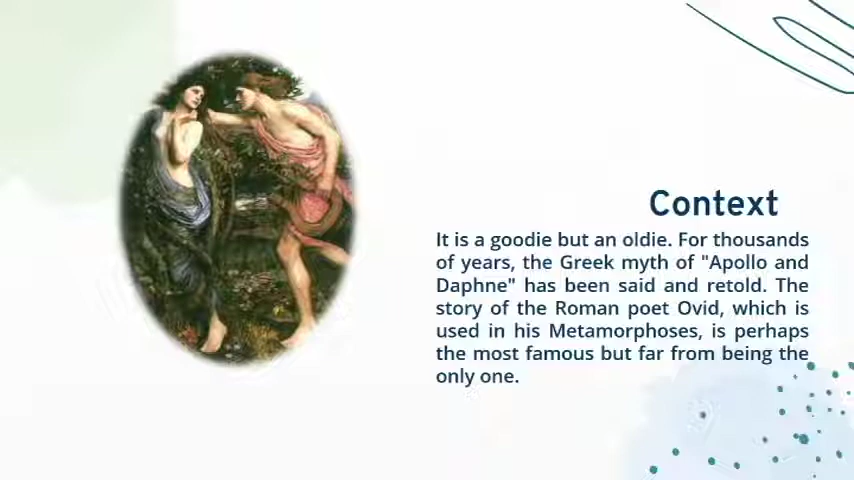 Context
It is a goodie but an oldie. For thousands
of years, the Greek myth of "Apollo and
Daphne" has been said and retold. The
story of the Roman poet Ovid, which is
used in his Metamorphoses, is perhaps
the most famous but far from being the
only one.